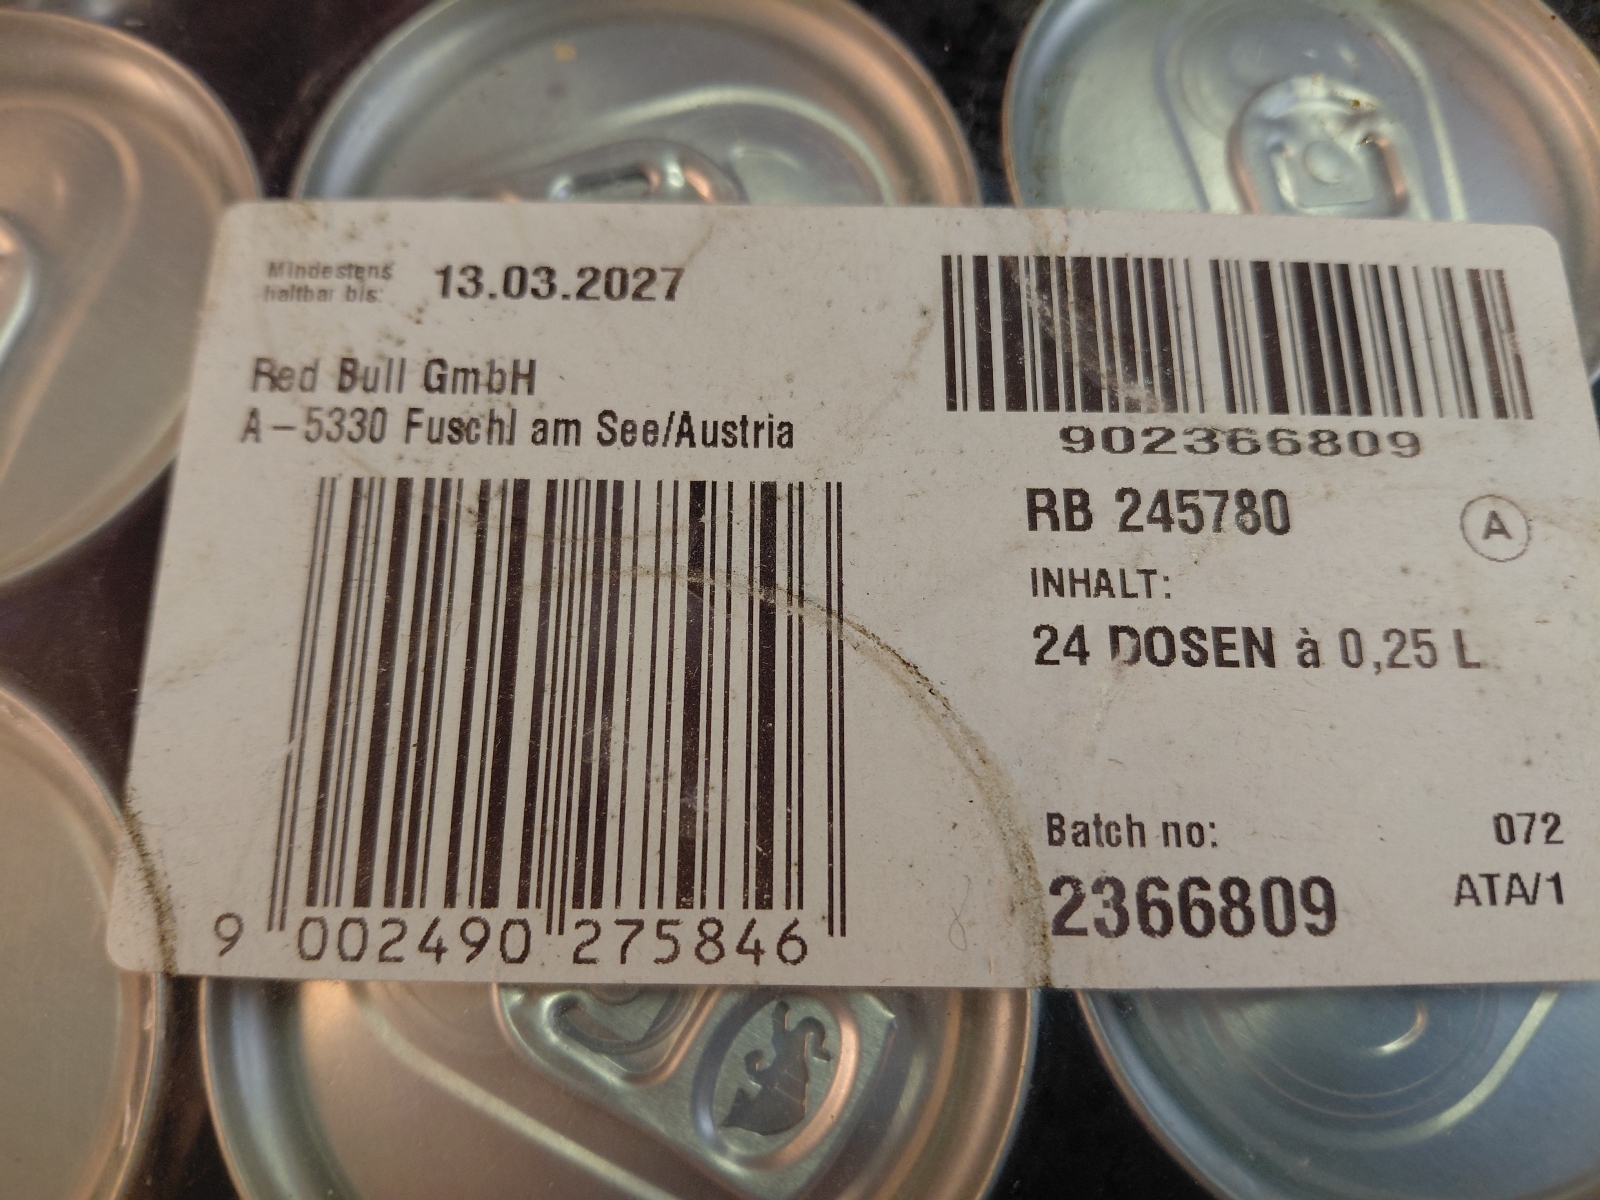 Mindestens
haltbar bis: 13.03.2027
Red Bull GmbH
A-5330 Fuschl am See/Austria
9 002490 275846
902366809
RB 245780 A
INHALT:
24 DOSEN à 0,25 L
Batch no: 072
2366809 ATA/1